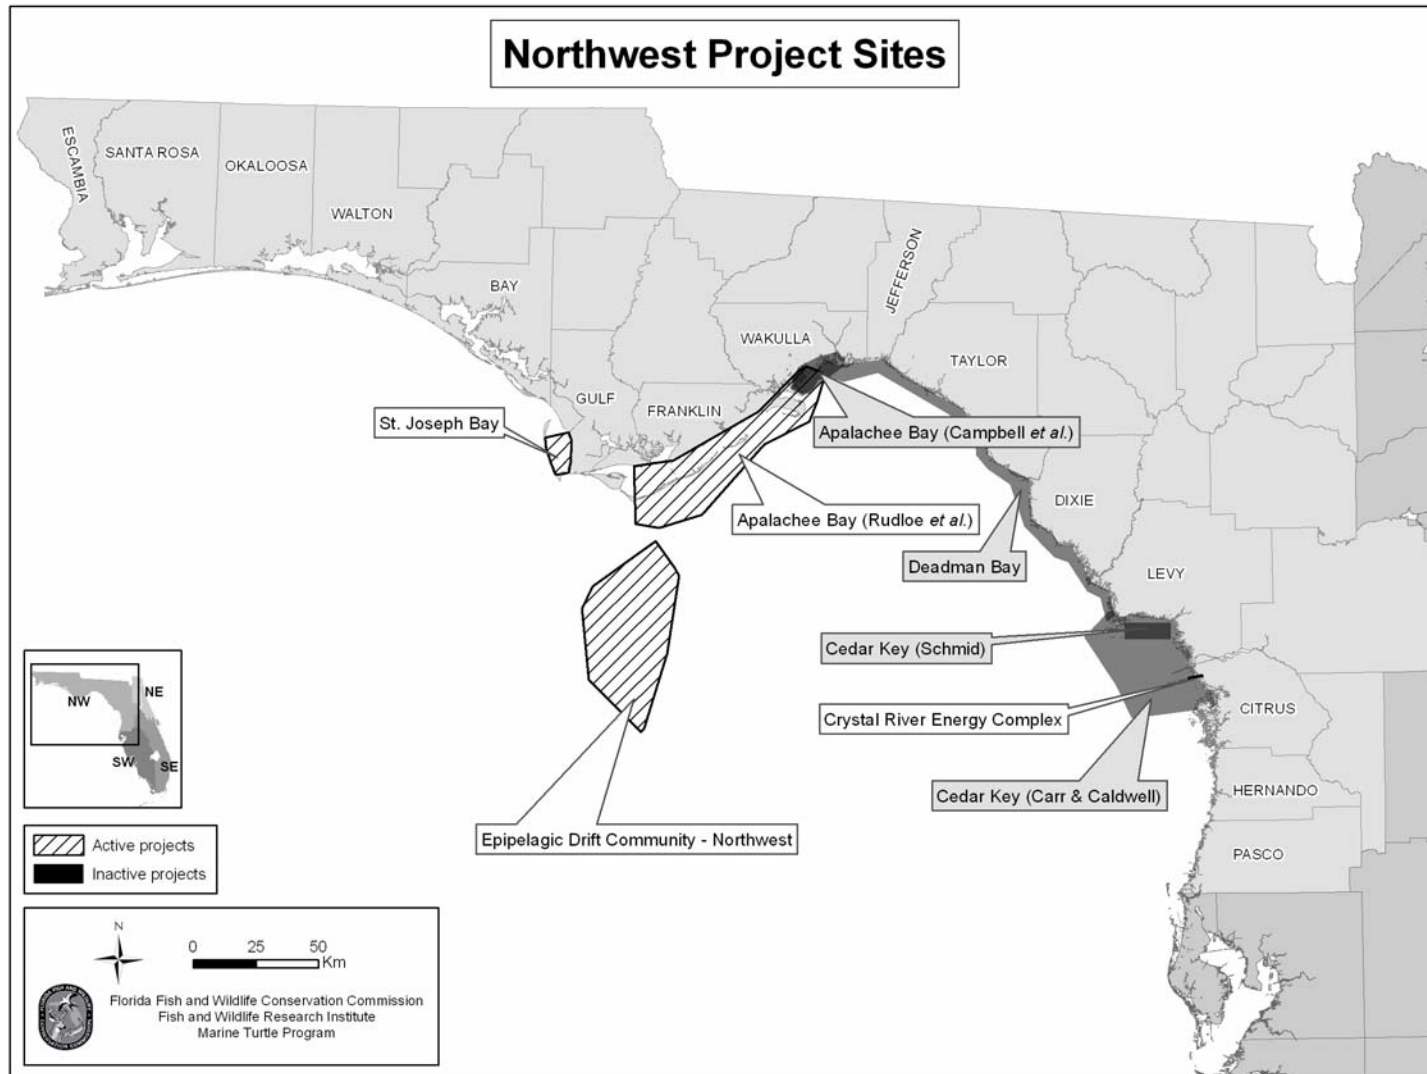 Northwest Project Sites
ESCAMBIA
SANTA ROSA
OKALOOSA
WALTON
BAY
JEFFERSON
WAKULLA
TAYLOR
GULF
FRANKLIN
St. Joseph Bay
Apalachee Bay (Campbell et al.)
DIXIE
Apalachee Bay (Rudloe et al.)
Deadman Bay
LEVY
Cedar Key (Schmid)
Crystal River Energy Complex
CITRUS
Cedar Key (Carr & Caldwell)
HERNANDO
Epipelagic Drift Community - Northwest
PASCO
NW
NE
SW
SE
Active projects
Inactive projects
N
0 25 50
Km
Florida Fish and Wildlife Conservation Commission
Fish and Wildlife Research Institute
Marine Turtle Program